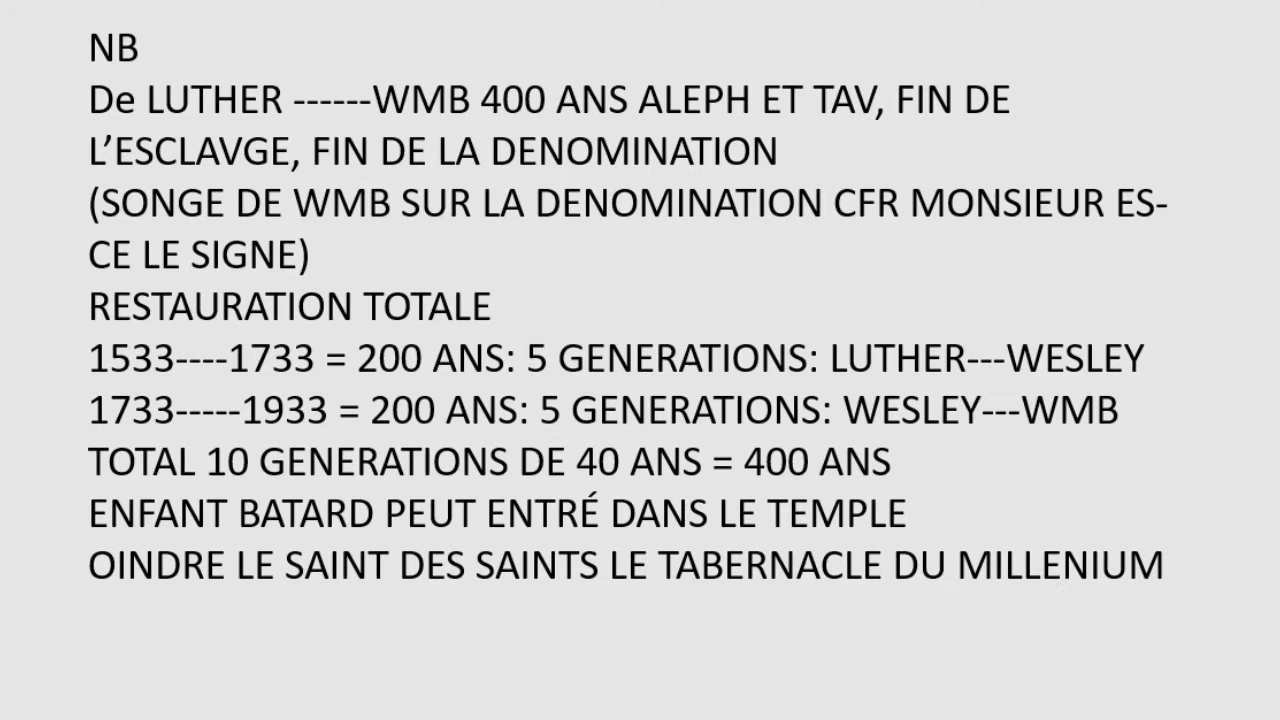 NB
De LUTHER ------WMB 400 ANS ALEPH ET TAV, FIN DE
L’ESCLAVGE, FIN DE LA DENOMINATION
(SONGE DE WMB SUR LA DENOMINATION CFR MONSIEUR ES-
CE LE SIGNE)
RESTAURATION TOTALE
1533----1733 = 200 ANS: 5 GENERATIONS: LUTHER---WESLEY
1733-----1933 = 200 ANS: 5 GENERATIONS: WESLEY---WMB
TOTAL 10 GENERATIONS DE 40 ANS = 400 ANS
ENFANT BATARD PEUT ENTRÉ DANS LE TEMPLE
OINDRE LE SAINT DES SAINTS LE TABERNACLE DU MILLENIUM